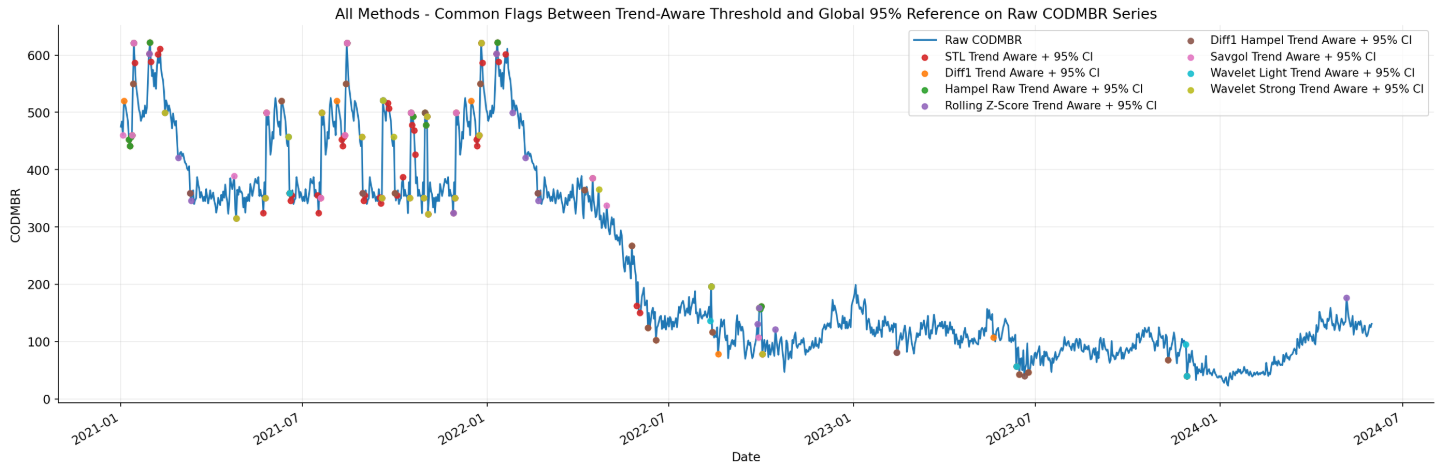 All Methods - Common Flags Between Trend-Aware Threshold and Global 95% Reference on Raw CODMBR Series
Raw CODMBR
STL Trend Aware + 95% CI
Diff1 Trend Aware + 95% CI
Hampel Raw Trend Aware + 95% CI
Rolling Z-Score Trend Aware + 95% CI
Diff1 Hampel Trend Aware + 95% CI
Savgol Trend Aware + 95% CI
Wavelet Light Trend Aware + 95% CI
Wavelet Strong Trend Aware + 95% CI
CODMBR
600
500
400
300
200
100
0
2021-01
2021-07
2022-01
2022-07
2023-01
2023-07
2024-01
2024-07
Date